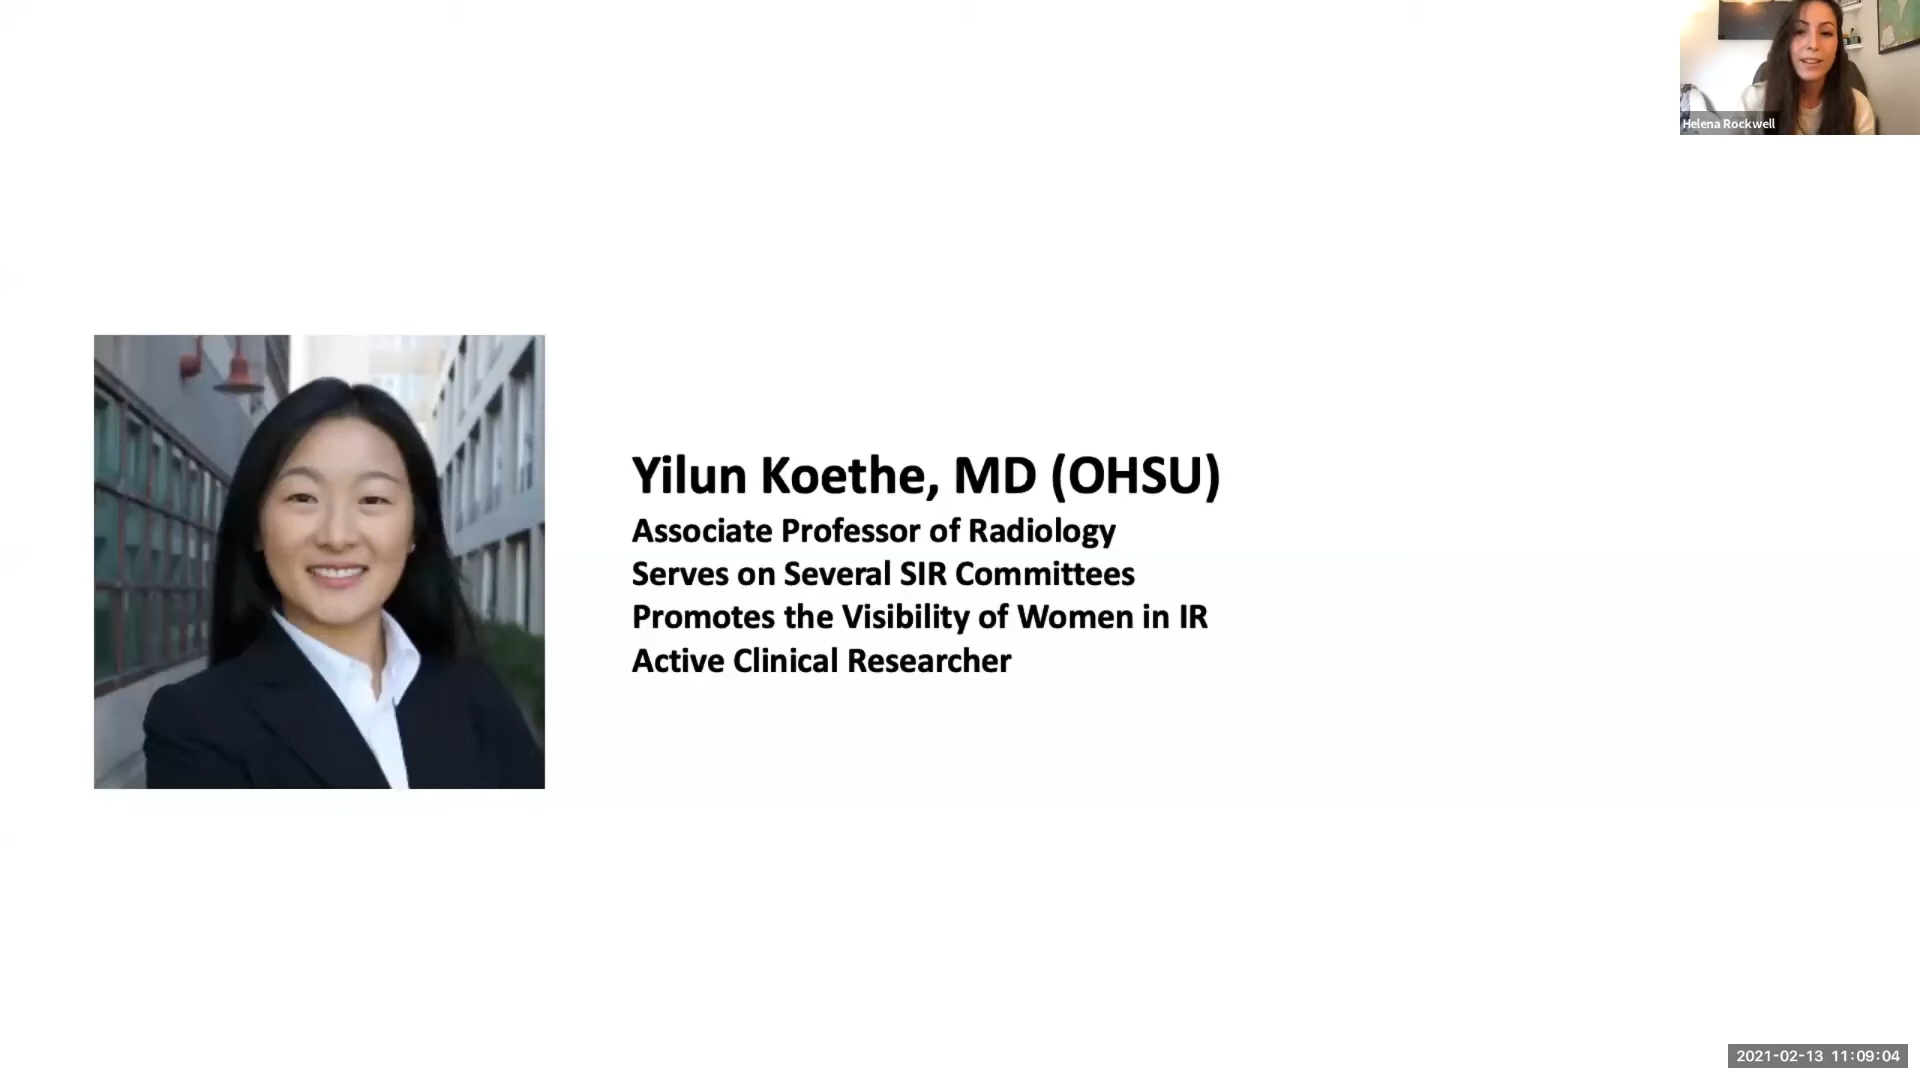 Helena Rockwell
Yilun Koethe, MD (OHSU)
Associate Professor of Radiology
Serves on Several SIR Committees
Promotes the Visibility of Women in IR
Active Clinical Researcher
2021-02-13 11:09:04